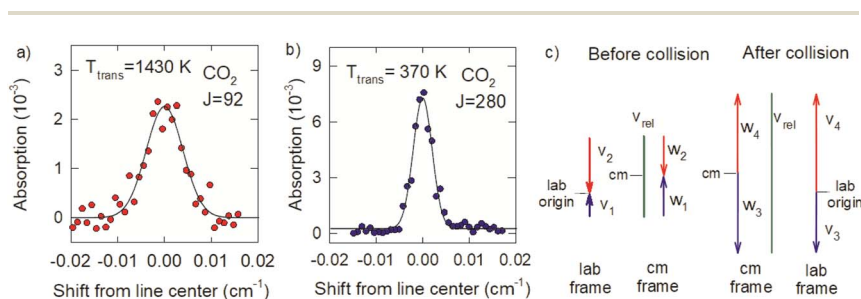 a)
T_trans=1430 K
CO₂
J=92
Absorption (10⁻³)
3
2
1
0
-0.02 -0.01 0.00 0.01 0.02
Shift from line center (cm⁻¹)
b)
T_trans=370 K
CO₂
J=280
Absorption (10⁻³)
9
6
3
0
-0.02 -0.01 0.00 0.01 0.02
Shift from line center (cm⁻¹)
c)
Before collision
After collision
v₂
lab
origin
v₁
v_rel
cm
w₂
w₁
w₄
v_rel
v₄
cm
w₃
lab
origin
v₃
lab
frame
cm
frame
cm
frame
lab
frame